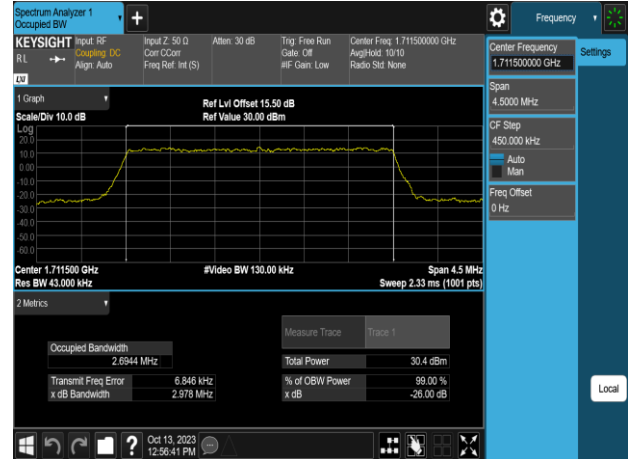 Spectrum Analyzer 1
Occupied BW
+
Frequency
KEYSIGHT
RL
LXI
Input: RF
Coupling: DC
Align: Auto
Input Z: 50 Ω
Corr CCorr
Freq Ref: Int (S)
Atten: 30 dB
Trig: Free Run
Gate: Off
#IF Gain: Low
Center Freq: 1.711500000 GHz
Avg|Hold: 10/10
Radio Std: None
1 Graph
Scale/Div 10.0 dB
Ref Lvl Offset 15.50 dB
Ref Value 30.00 dBm
Log
20.0
10.0
0.00
-10.0
-20.0
-30.0
-40.0
-50.0
-60.0
Center 1.711500 GHz
Res BW 43.000 kHz
#Video BW 130.00 kHz
Span 4.5 MHz
Sweep 2.33 ms (1001 pts)
2 Metrics
Measure Trace Trace 1
Occupied Bandwidth
2.6944 MHz
Total Power 30.4 dBm
Transmit Freq Error 6.846 kHz
% of OBW Power 99.00 %
x dB Bandwidth 2.978 MHz
x dB -26.00 dB
Oct 13, 2023
12:56:41 PM
?
Center Frequency
1.711500000 GHz
Settings
Span
4.5000 MHz
CF Step
450.000 kHz
Auto
Man
Freq Offset
0 Hz
Local